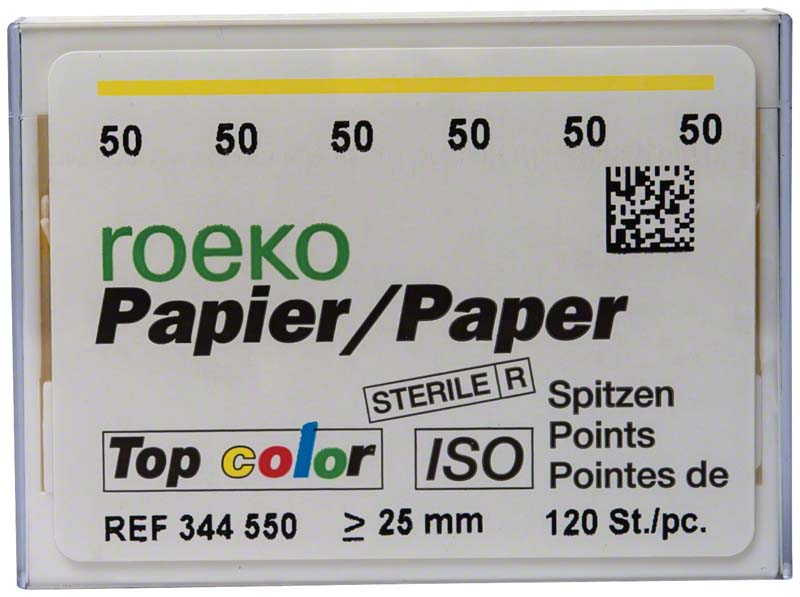 50 50 50 50 50 50
roeko
Papier/Paper
STERILE R
Spitzen
Points
Pointes de
Top color
ISO
REF 344 550 ≥ 25 mm 120 St./pc.